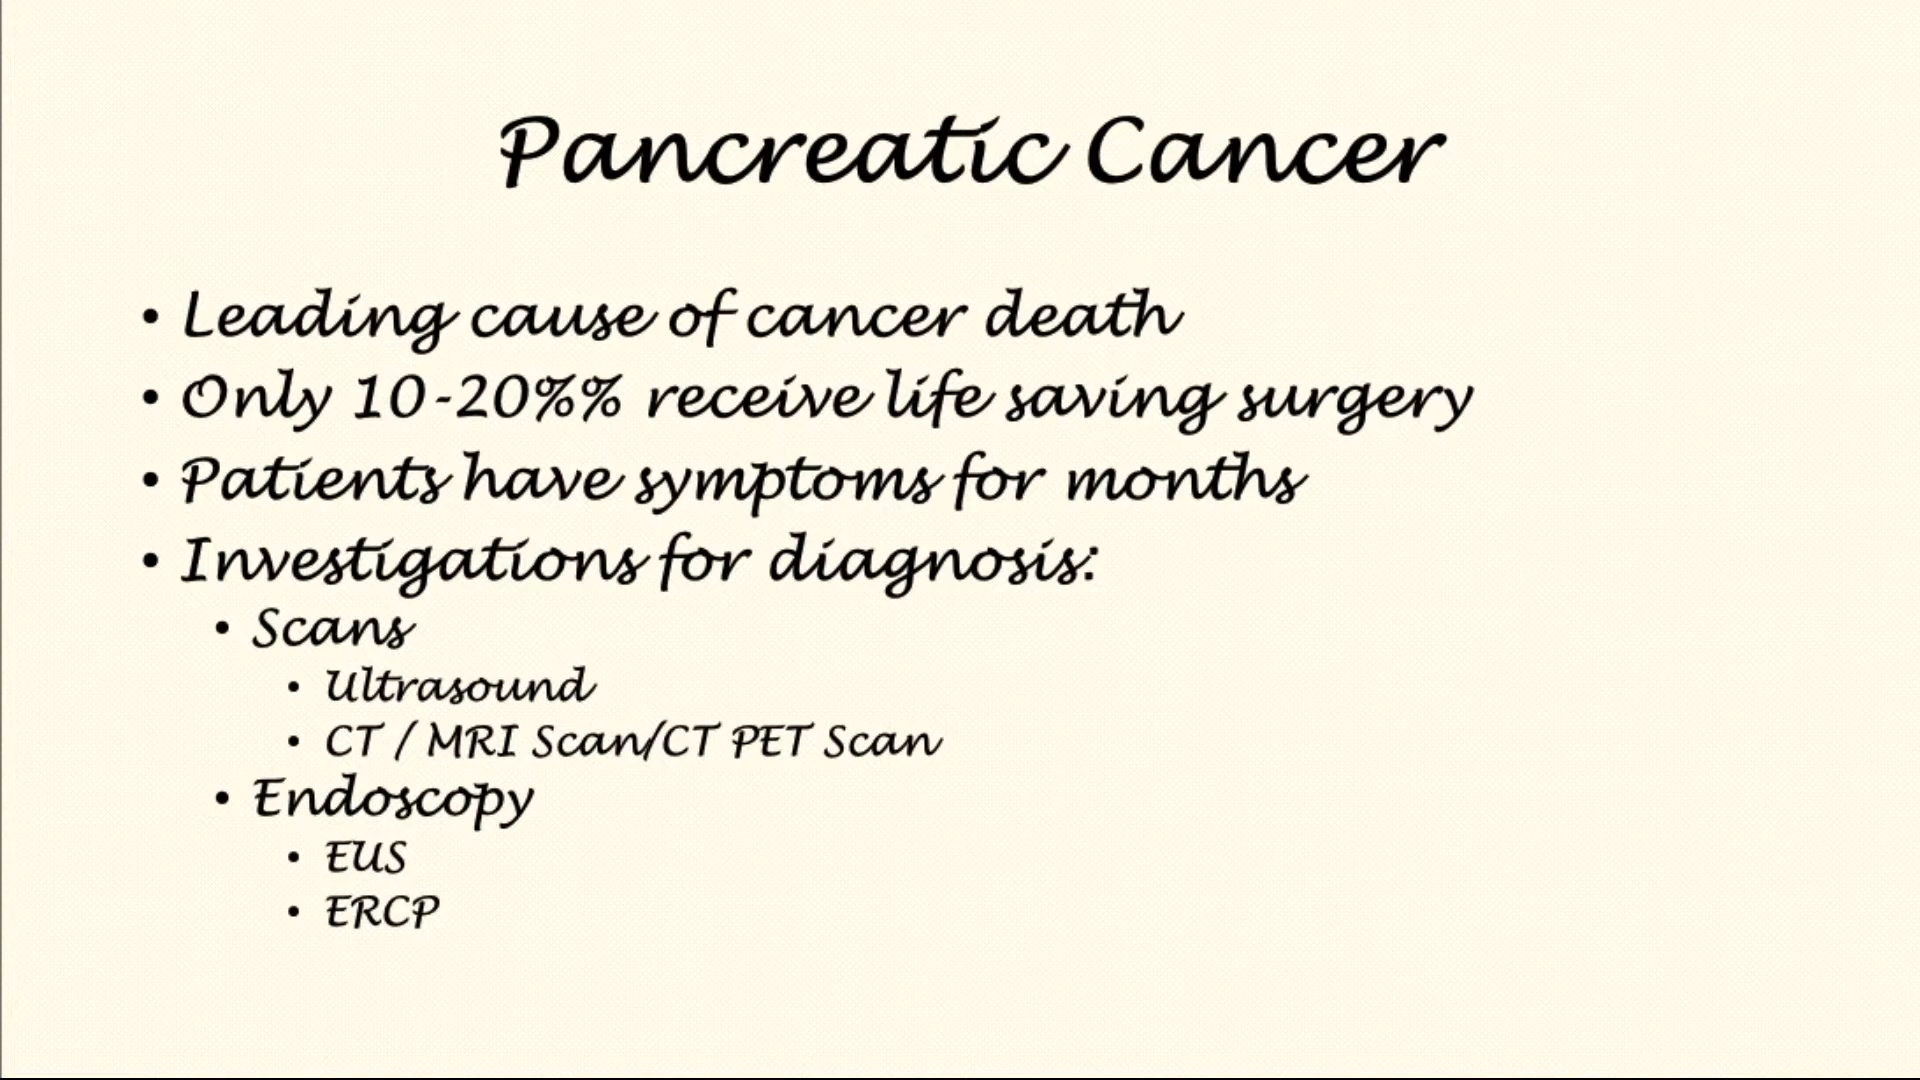 Pancreatic Cancer
• Leading cause of cancer death
• Only 10-20%% receive life saving surgery
• Patients have symptoms for months
• Investigations for diagnosis:
• Scans
• Ultrasound
• CT / MRI Scan/CT PET Scan
• Endoscopy
• EUS
• ERCP